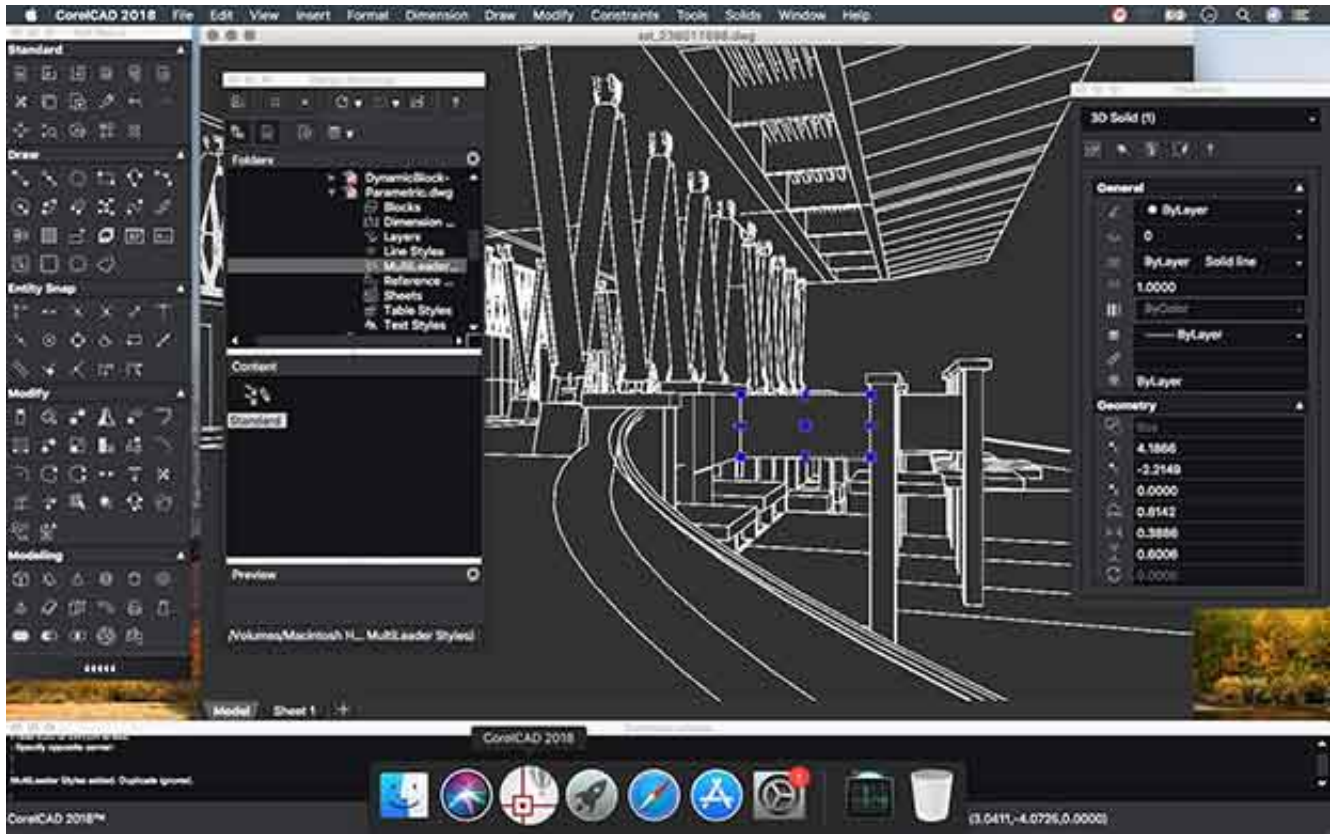 CorelCAD 2018 File Edit View Insert Format Dimension Draw Modify Constraints Tools Solids Window Help
Standard
Draw
Entity Snap
Modify
Modelling
Folders
DynamicBlock-
Parametric.dwg
Blocks
Dimension ...
Layers
Line Styles
MultiLeader...
Reference ...
Sheets
Table Styles
Text Styles
Content
Standard
Preview
/Volumes/Macintosh H... MultiLeader Styles)
3D Solid (1)
General
ByLayer
0
ByLayer Solid line
1.0000
ByColor
ByLayer
ByLayer
Geometry
Box
4.1866
-2.2149
0.0000
0.8142
0.3886
0.6006
0.0000
Model Sheet 1
Specify opposite corner:
MultiLeader Styles added. Duplicate ignored.
CorelCAD 2018
CorelCAD 2018™
(3.0411,-4.0726,0.0000)